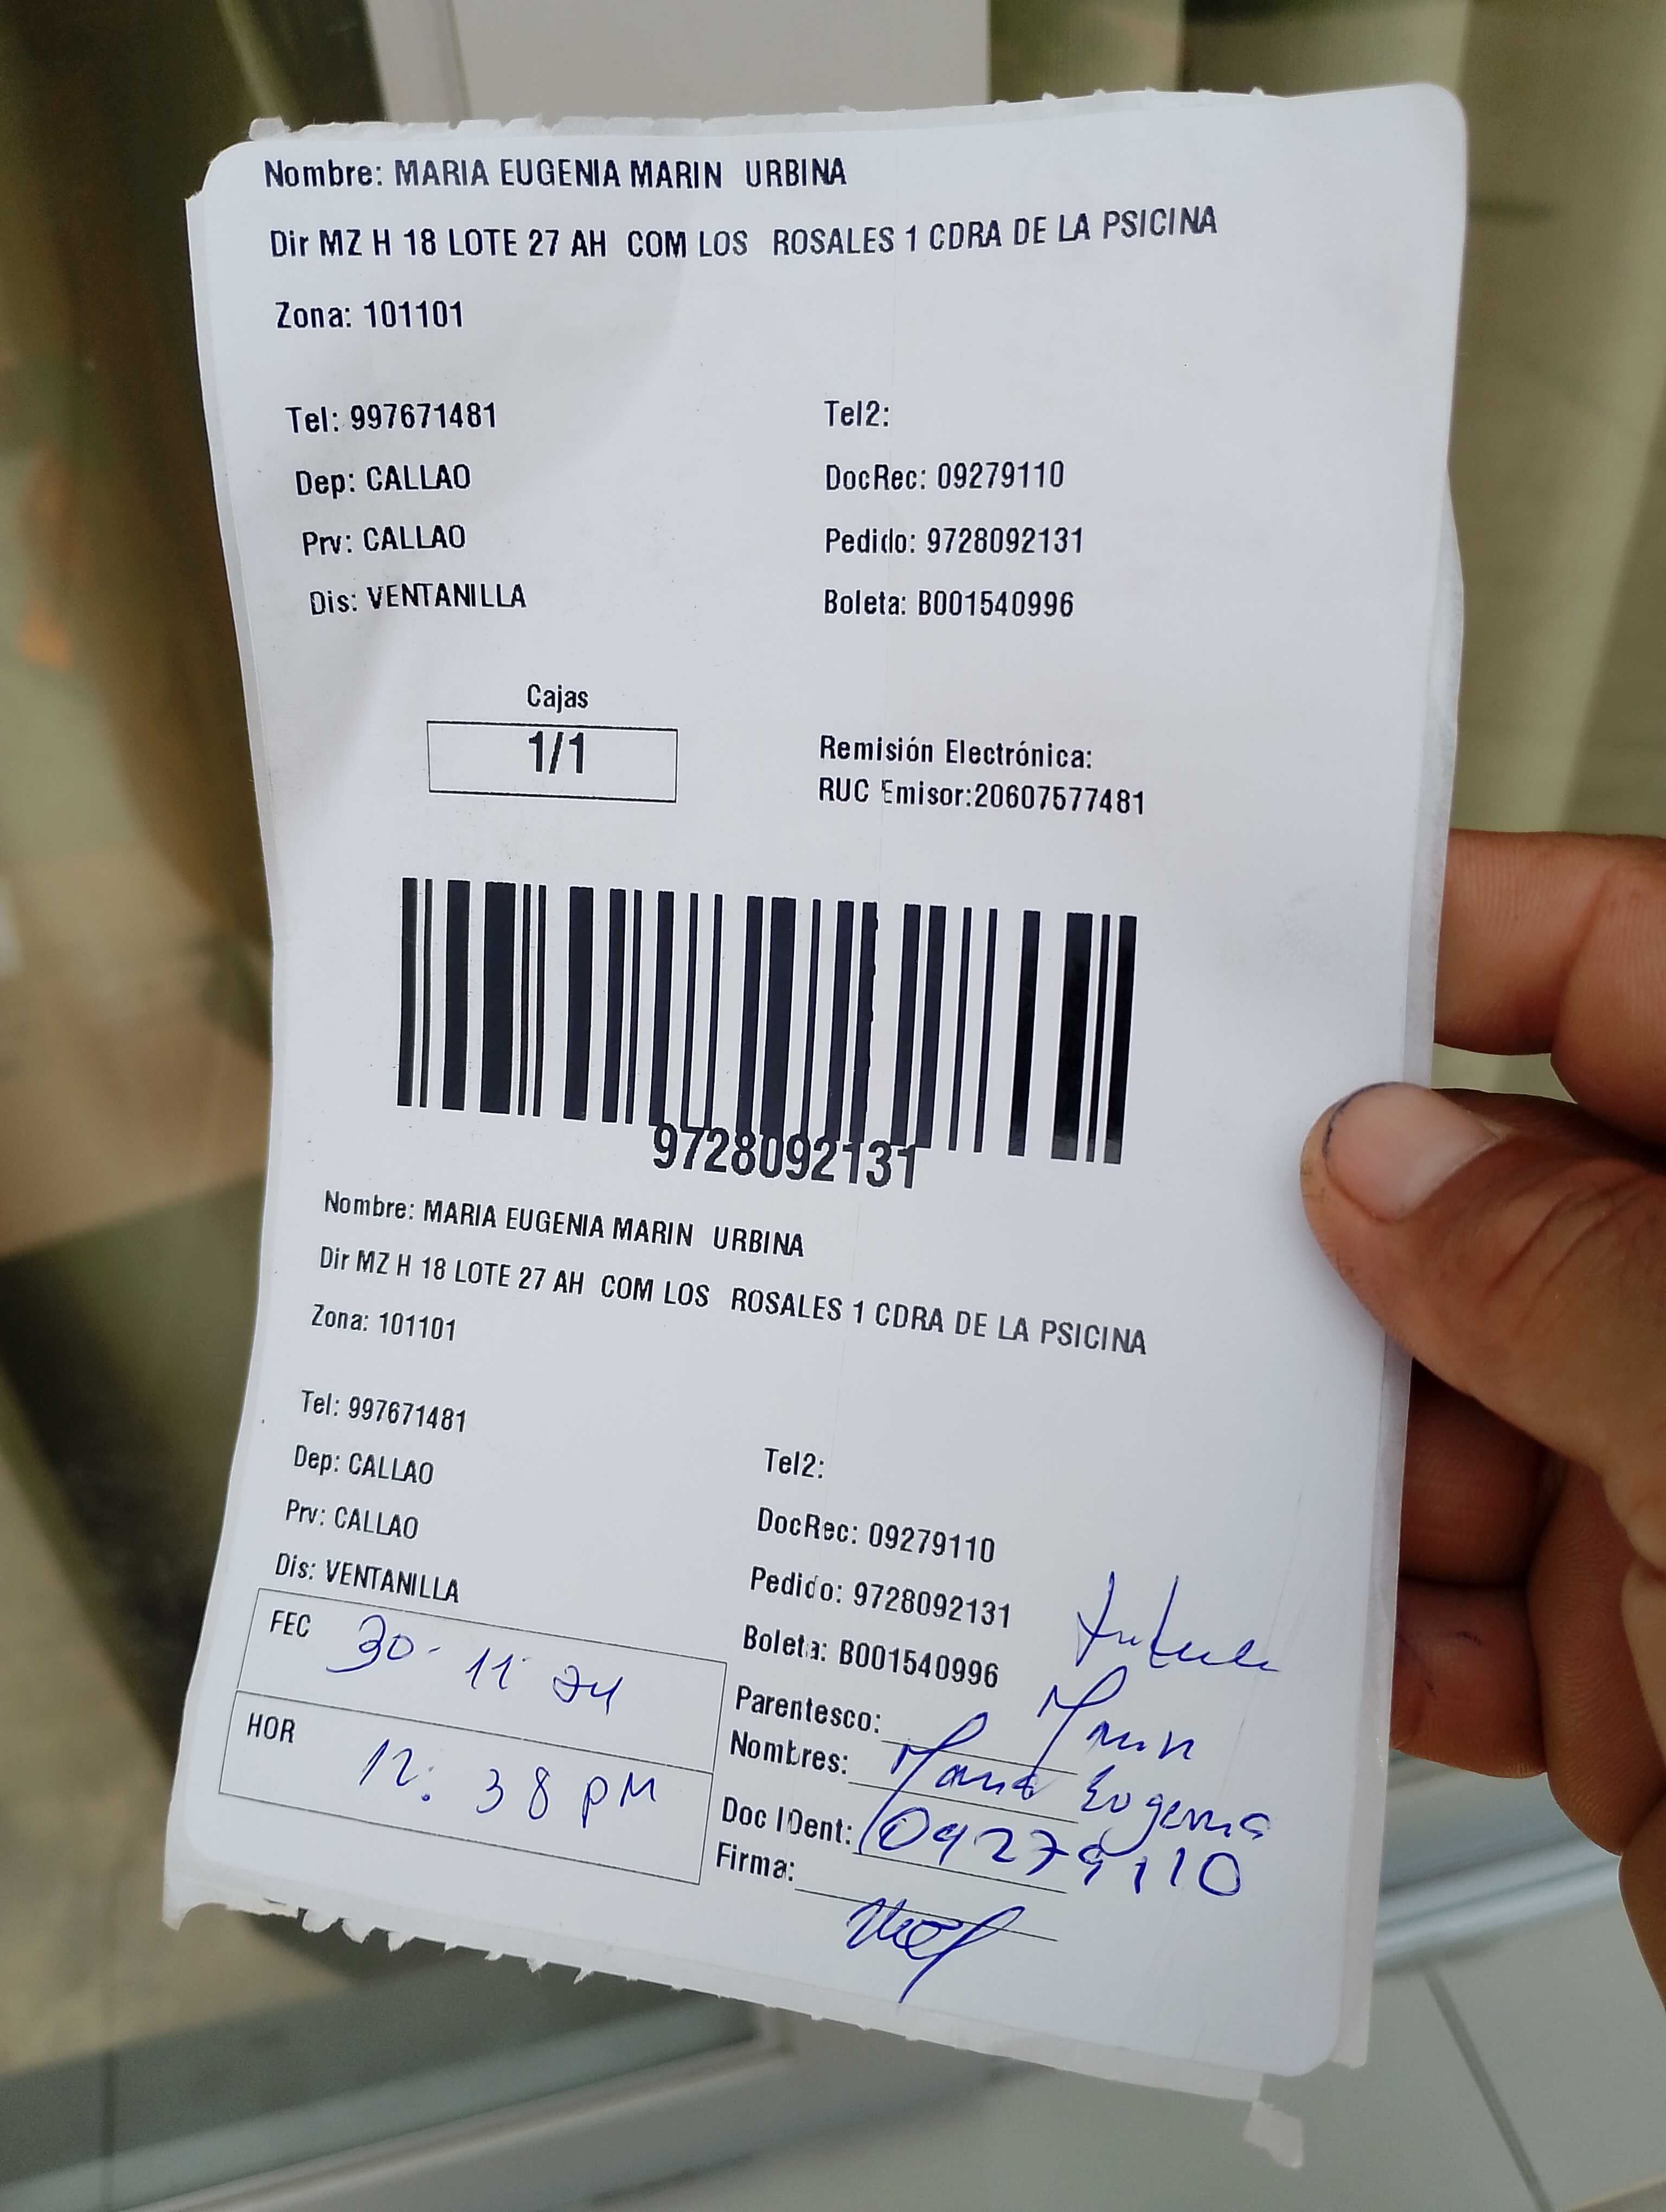 Nombre: MARIA EUGENIA MARIN URBINA
Dir MZ H 18 LOTE 27 AH COM LOS ROSALES 1 CDRA DE LA PSICINA
Zona: 101101
Tel: 997671481 Tel2:
Dep: CALLAO DocRec: 09279110
Prv: CALLAO Pedido: 9728092131
Dis: VENTANILLA Boleta: B001540996
Cajas
1/1
Remisión Electrónica:
RUC Emisor:20607577481
9728092131
Nombre: MARIA EUGENIA MARIN URBINA
Dir MZ H 18 LOTE 27 AH COM LOS ROSALES 1 CDRA DE LA PSICINA
Zona: 101101
Tel: 997671481
Dep: CALLAO
Prv: CALLAO
Dis: VENTANILLA
Tel2:
DocRec: 09279110
Pedido: 9728092131
Boleta: B001540996
FEC 30-11-24
HOR 12:38 PM
Parentesco:
Marin
Nombres: Maria Eugenia
Doc IDent: 09279110
Firma: